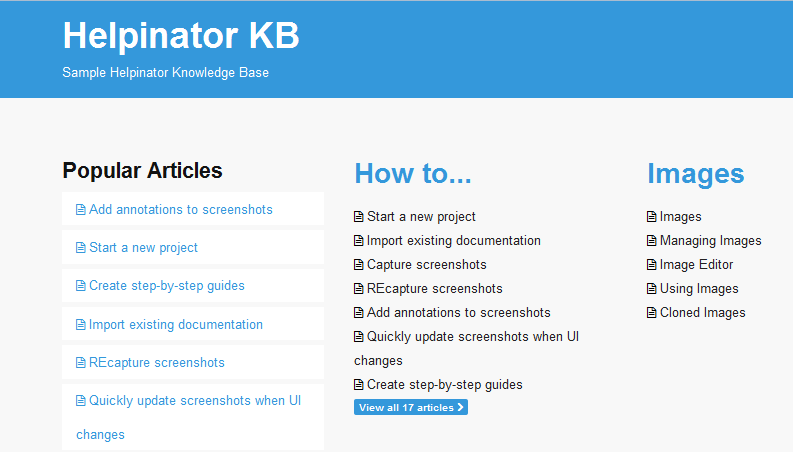 Helpinator KB
Sample Helpinator Knowledge Base
Popular Articles
Add annotations to screenshots
Start a new project
Create step-by-step guides
Import existing documentation
REcapture screenshots
Quickly update screenshots when UI
changes
How to...
Start a new project
Import existing documentation
Capture screenshots
REcapture screenshots
Add annotations to screenshots
Quickly update screenshots when UI
changes
Create step-by-step guides
View all 17 articles
Images
Images
Managing Images
Image Editor
Using Images
Cloned Images